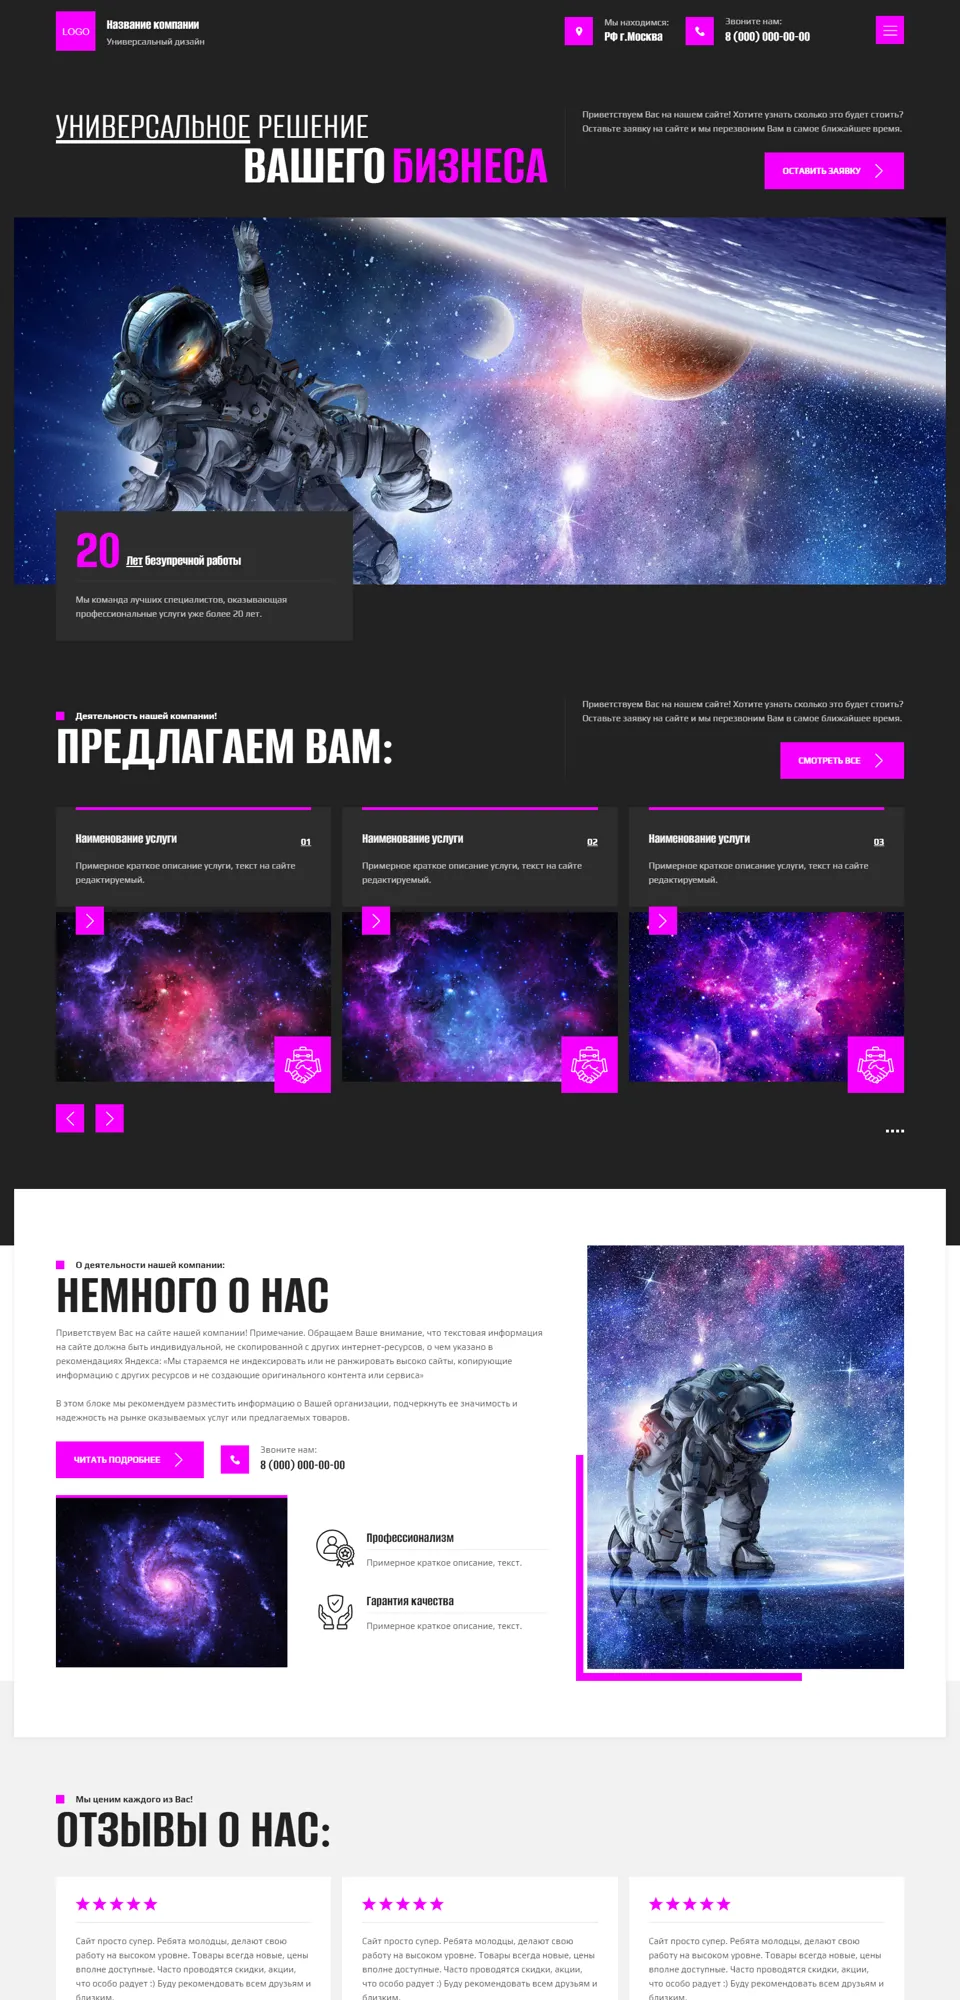 LOGO
Название компании
Универсальный дизайн
Мы находимся:
РФ г.Москва
Звоните нам:
8 (000) 000-00-00
УНИВЕРСАЛЬНОЕ РЕШЕНИЕ
ВАШЕГО БИЗНЕСА
Приветствуем Вас на нашем сайте! Хотите узнать сколько это будет стоить?
Оставьте заявку на сайте и мы перезвоним Вам в самое ближайшее время.
ОСТАВИТЬ ЗАЯВКУ
20 Лет безупречной работы
Мы команда лучших специалистов, оказывающая
профессиональные услуги уже более 20 лет.
Деятельность нашей компании!
ПРЕДЛАГАЕМ ВАМ:
Приветствуем Вас на нашем сайте! Хотите узнать сколько это будет стоить?
Оставьте заявку на сайте и мы перезвоним Вам в самое ближайшее время.
СМОТРЕТЬ ВСЕ
Наименование услуги
01
Примерное краткое описание услуги, текст на сайте
редактируемый.
Наименование услуги
02
Примерное краткое описание услуги, текст на сайте
редактируемый.
Наименование услуги
03
Примерное краткое описание услуги, текст на сайте
редактируемый.
О деятельности нашей компании:
НЕМНОГО О НАС
Приветствуем Вас на сайте нашей компании! Примечание. Обращаем Ваше внимание, что текстовая информация
на сайте должна быть индивидуальной, не скопированной с других интернет-ресурсов, о чем указано в
рекомендациях Яндекса: «Мы стараемся не индексировать или не ранжировать высоко сайты, копирующие
информацию с других ресурсов и не создающие оригинального контента или сервиса»
В этом блоке мы рекомендуем разместить информацию о Вашей организации, подчеркнуть ее значимость и
надежность на рынке оказываемых услуг или предлагаемых товаров.
ЧИТАТЬ ПОДРОБНЕЕ
Звоните нам:
8 (000) 000-00-00
Профессионализм
Примерное краткое описание, текст.
Гарантия качества
Примерное краткое описание, текст.
Мы ценим каждого из Вас!
ОТЗЫВЫ О НАС:
Сайт просто супер. Ребята молодцы, делают свою
работу на высоком уровне. Товары всегда новые, цены
вполне доступные. Часто проводятся скидки, акции,
что особо радует :) Буду рекомендовать всем друзьям и
близким.
Сайт просто супер. Ребята молодцы, делают свою
работу на высоком уровне. Товары всегда новые, цены
вполне доступные. Часто проводятся скидки, акции,
что особо радует :) Буду рекомендовать всем друзьям и
близким.
Сайт просто супер. Ребята молодцы, делают свою
работу на высоком уровне. Товары всегда новые, цены
вполне доступные. Часто проводятся скидки, акции,
что особо радует :) Буду рекомендовать всем друзьям и
близким.